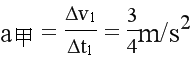 a甲 = Δv₁/Δt₁ = 3/4 m/s²